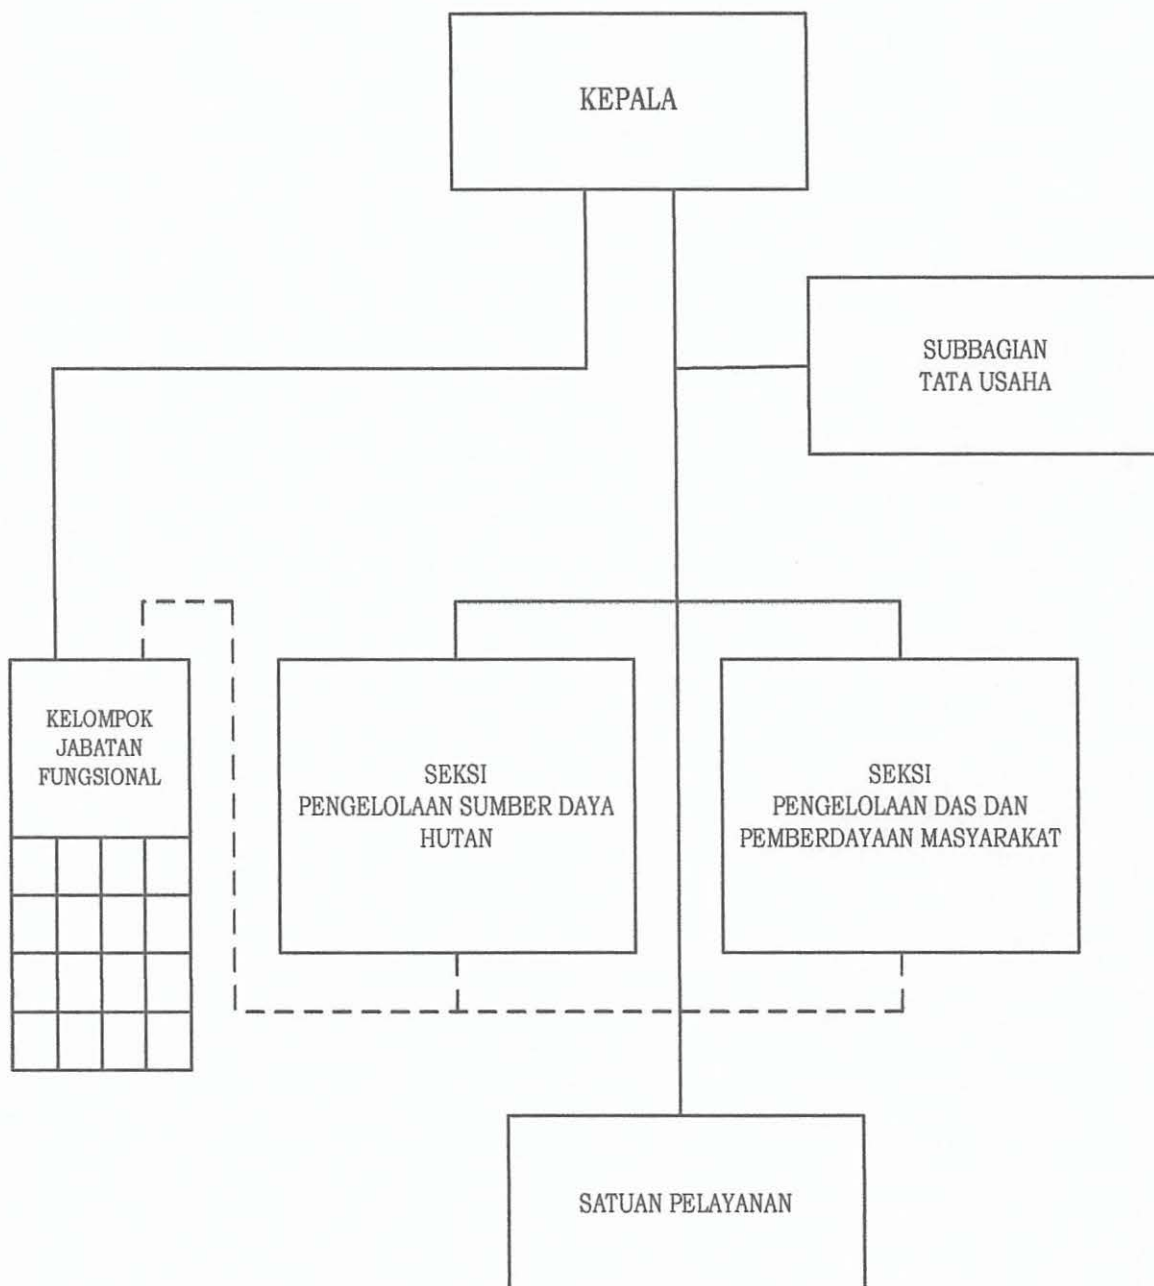 KEPALA
SUBBAGIAN
TATA USAHA
KELOMPOK
JABATAN
FUNGSIONAL
SEKSI
PENGELOLAAN SUMBER DAYA
HUTAN
SEKSI
PENGELOLAAN DAS DAN
PEMBERDAYAAN MASYARAKAT
SATUAN PELAYANAN